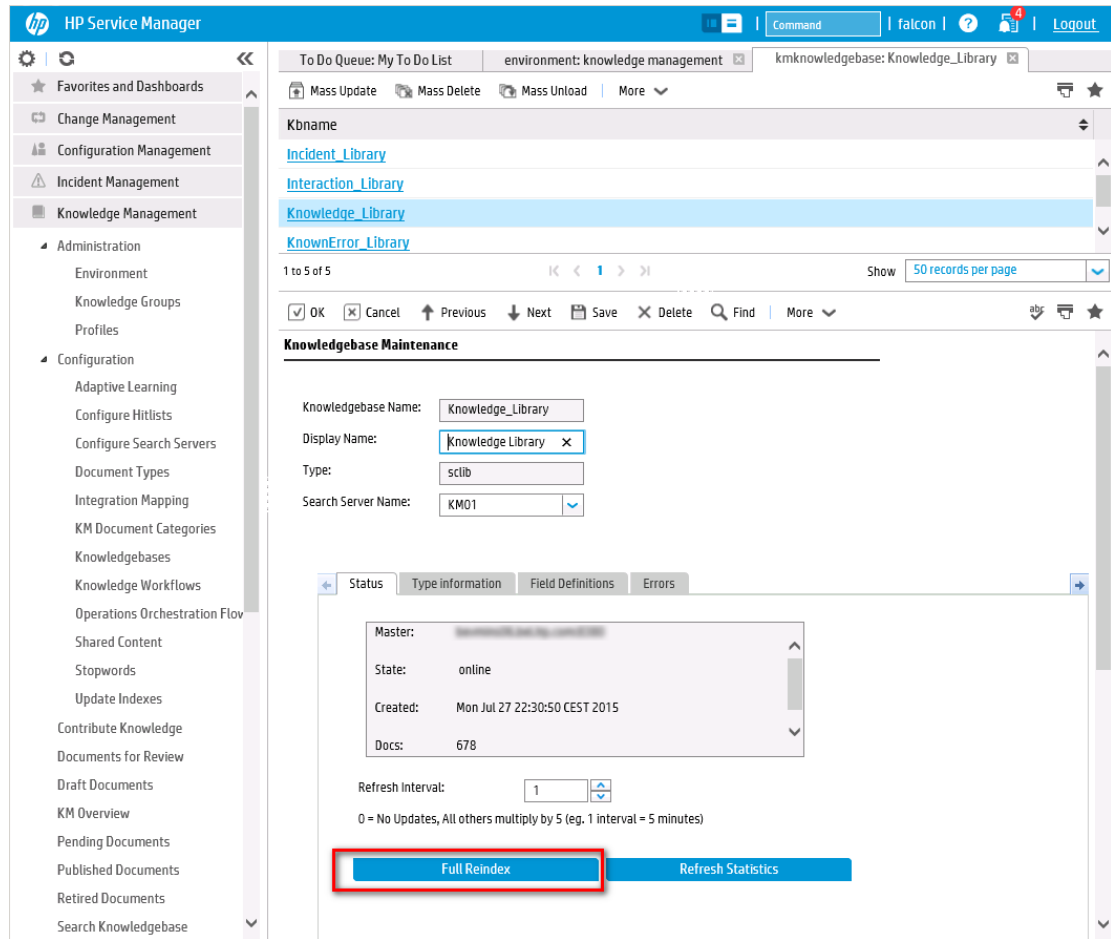 hp HP Service Manager
Command
falcon
?
4
Logout
Favorites and Dashboards
Change Management
Configuration Management
Incident Management
Knowledge Management
Administration
Environment
Knowledge Groups
Profiles
Configuration
Adaptive Learning
Configure Hitlists
Configure Search Servers
Document Types
Integration Mapping
KM Document Categories
Knowledgebases
Knowledge Workflows
Operations Orchestration Flow
Shared Content
Stopwords
Update Indexes
Contribute Knowledge
Documents for Review
Draft Documents
KM Overview
Pending Documents
Published Documents
Retired Documents
Search Knowledgebase
To Do Queue: My To Do List
environment: knowledge management
kmknowledgebase: Knowledge_Library
Mass Update Mass Delete Mass Unload More
Kbname
Incident_Library
Interaction_Library
Knowledge_Library
KnownError_Library
1 to 5 of 5 1 Show 50 records per page
OK Cancel Previous Next Save Delete Find More abc
Knowledgebase Maintenance
Knowledgebase Name: Knowledge_Library
Display Name: Knowledge Library
Type: sclib
Search Server Name: KM01
Status Type information Field Definitions Errors
Master:
State: online
Created: Mon Jul 27 22:30:50 CEST 2015
Docs: 678
Refresh Interval: 1
0 = No Updates, All others multiply by 5 (eg. 1 interval = 5 minutes)
Full Reindex Refresh Statistics